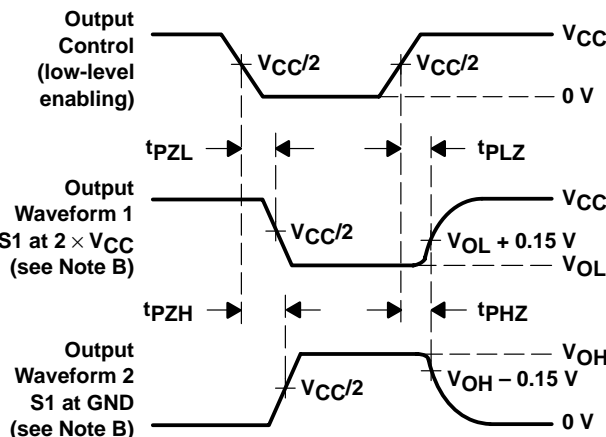 Output
Control
(low-level
enabling)
VCC
VCC/2
VCC/2
0 V
tPZL
tPLZ
Output
Waveform 1
S1 at 2 × VCC
(see Note B)
VCC
VCC/2
VOL + 0.15 V
VOL
tPZH
tPHZ
Output
Waveform 2
S1 at GND
(see Note B)
VOH
VCC/2
VOH – 0.15 V
0 V